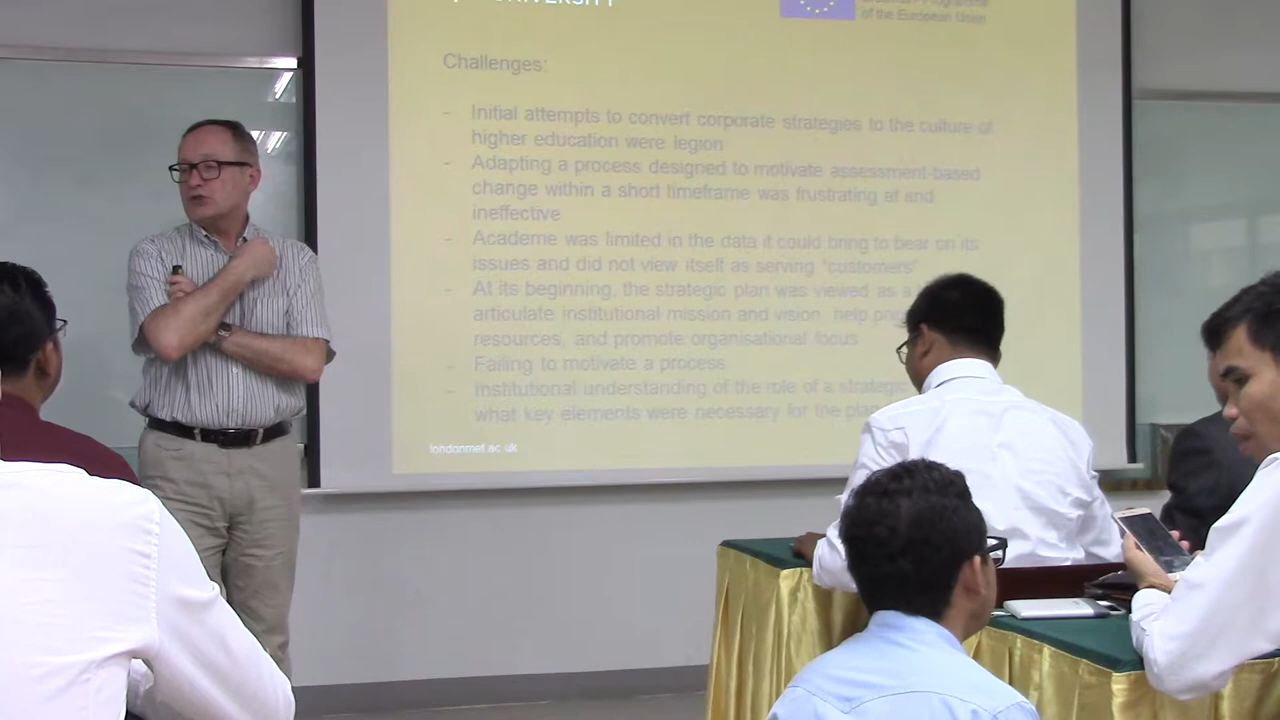 UNIVERSITY
Erasmus+ Programme
of the European Union
Challenges:
- Initial attempts to convert corporate strategies to the culture of
higher education were legion
- Adapting a process designed to motivate assessment-based
change within a short timeframe was frustrating at and
ineffective
- Academe was limited in the data it could bring to bear on its
issues and did not view itself as serving “customers”
- At its beginning, the strategic plan was viewed as a
articulate institutional mission and vision, help
resources, and promote organisational focus
- Failing to motivate a process
- Institutional understanding of the role of a strategic
what key elements were necessary for the
londonmet.ac.uk